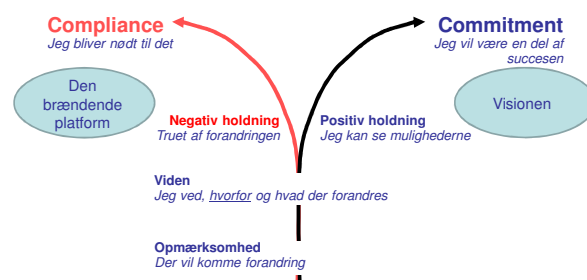 Compliance
Jeg bliver nødt til det
Commitment
Jeg vil være en del af
succesen
Den
brændende
platform
Visionen
Negativ holdning
Truet af forandringen
Positiv holdning
Jeg kan se mulighederne
Viden
Jeg ved, hvorfor og hvad der forandres
Opmærksomhed
Der vil komme forandring